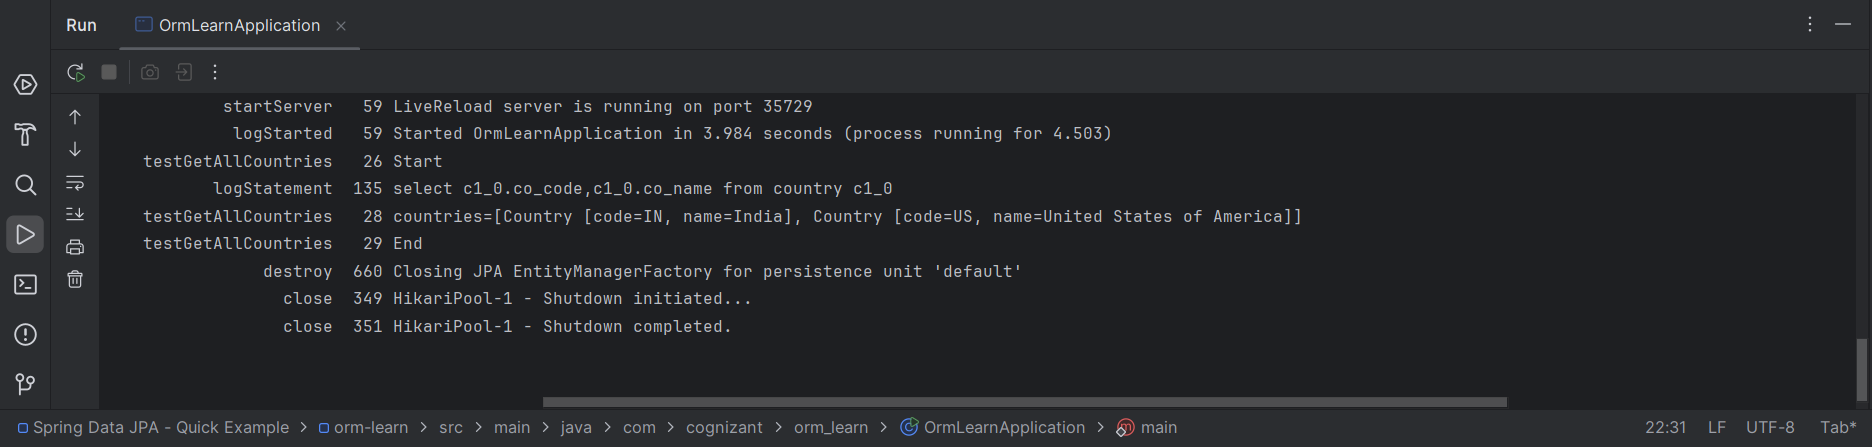 Run OrmLearnApplication
startServer 59 LiveReload server is running on port 35729
logStarted 59 Started OrmLearnApplication in 3.984 seconds (process running for 4.503)
testGetAllCountries 26 Start
logStatement 135 select c1_0.co_code,c1_0.co_name from country c1_0
testGetAllCountries 28 countries=[Country [code=IN, name=India], Country [code=US, name=United States of America]]
testGetAllCountries 29 End
destroy 660 Closing JPA EntityManagerFactory for persistence unit 'default'
close 349 HikariPool-1 - Shutdown initiated...
close 351 HikariPool-1 - Shutdown completed.
Spring Data JPA - Quick Example > orm-learn > src > main > java > com > cognizant > orm_learn > OrmLearnApplication > main 22:31 LF UTF-8 Tab*